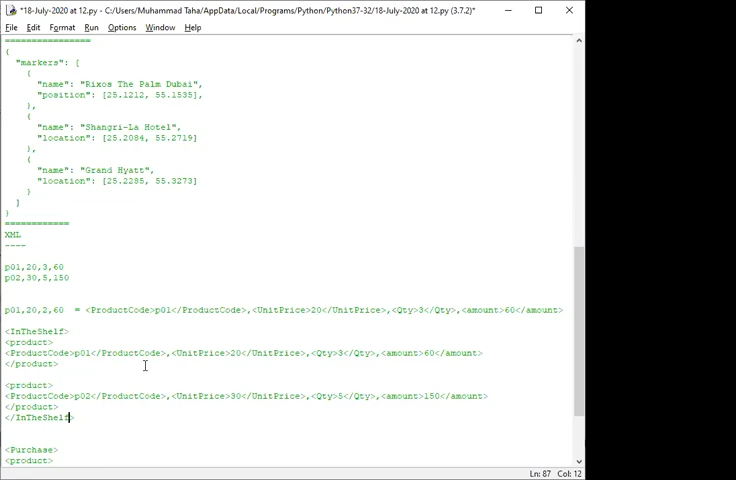 *18-July-2020 at 12.py - C:/Users/Muhammad Taha/AppData/Local/Programs/Python/Python37-32/18-July-2020 at 12.py (3.7.2)*
File Edit Format Run Options Window Help
================
{
"markers": [
{
"name": "Rixos The Palm Dubai",
"position": [25.1212, 55.1535],
},
{
"name": "Shangri-La Hotel",
"location": [25.2084, 55.2719]
},
{
"name": "Grand Hyatt",
"location": [25.2285, 55.3273]
}
]
}
============
XML
----
p01,20,3,60
p02,30,5,150
p01,20,2,60 = <ProductCode>p01</ProductCode>,<UnitPrice>20</UnitPrice>,<Qty>3</Qty>,<amount>60</amount>
<InTheShelf>
<product>
<ProductCode>p01</ProductCode>,<UnitPrice>20</UnitPrice>,<Qty>3</Qty>,<amount>60</amount>
</product>
<product>
<ProductCode>p02</ProductCode>,<UnitPrice>30</UnitPrice>,<Qty>5</Qty>,<amount>150</amount>
</product>
</InTheShelf>
<Purchase>
<product>
Ln: 87 Col: 12